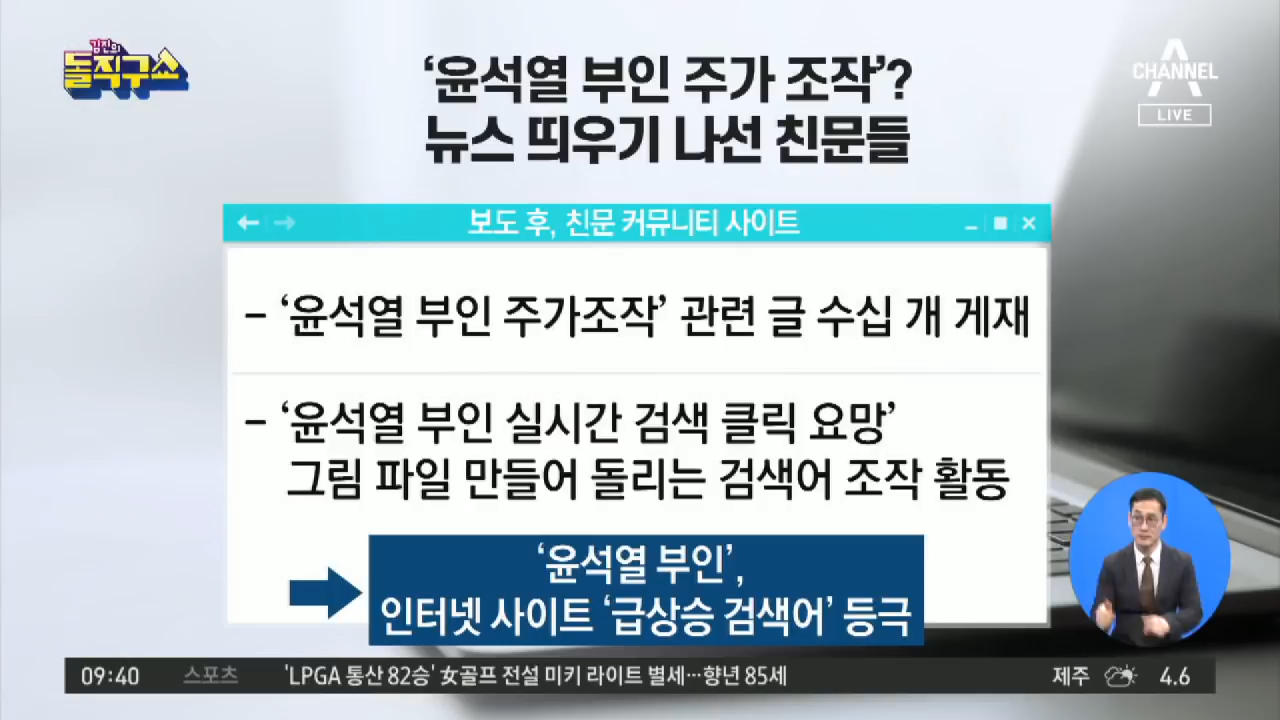 김진의
돌직구쇼
CHANNEL A
LIVE
‘윤석열 부인 주가 조작’?
뉴스 띄우기 나선 친문들
보도 후, 친문 커뮤니티 사이트
– ‘윤석열 부인 주가조작’ 관련 글 수십 개 게재
– ‘윤석열 부인 실시간 검색 클릭 요망’
그림 파일 만들어 돌리는 검색어 조작 활동
‘윤석열 부인’,
인터넷 사이트 ‘급상승 검색어’ 등극
09:40 스포츠 'LPGA 통산 82승' 女골프 전설 미키 라이트 별세…향년 85세 제주 4.6